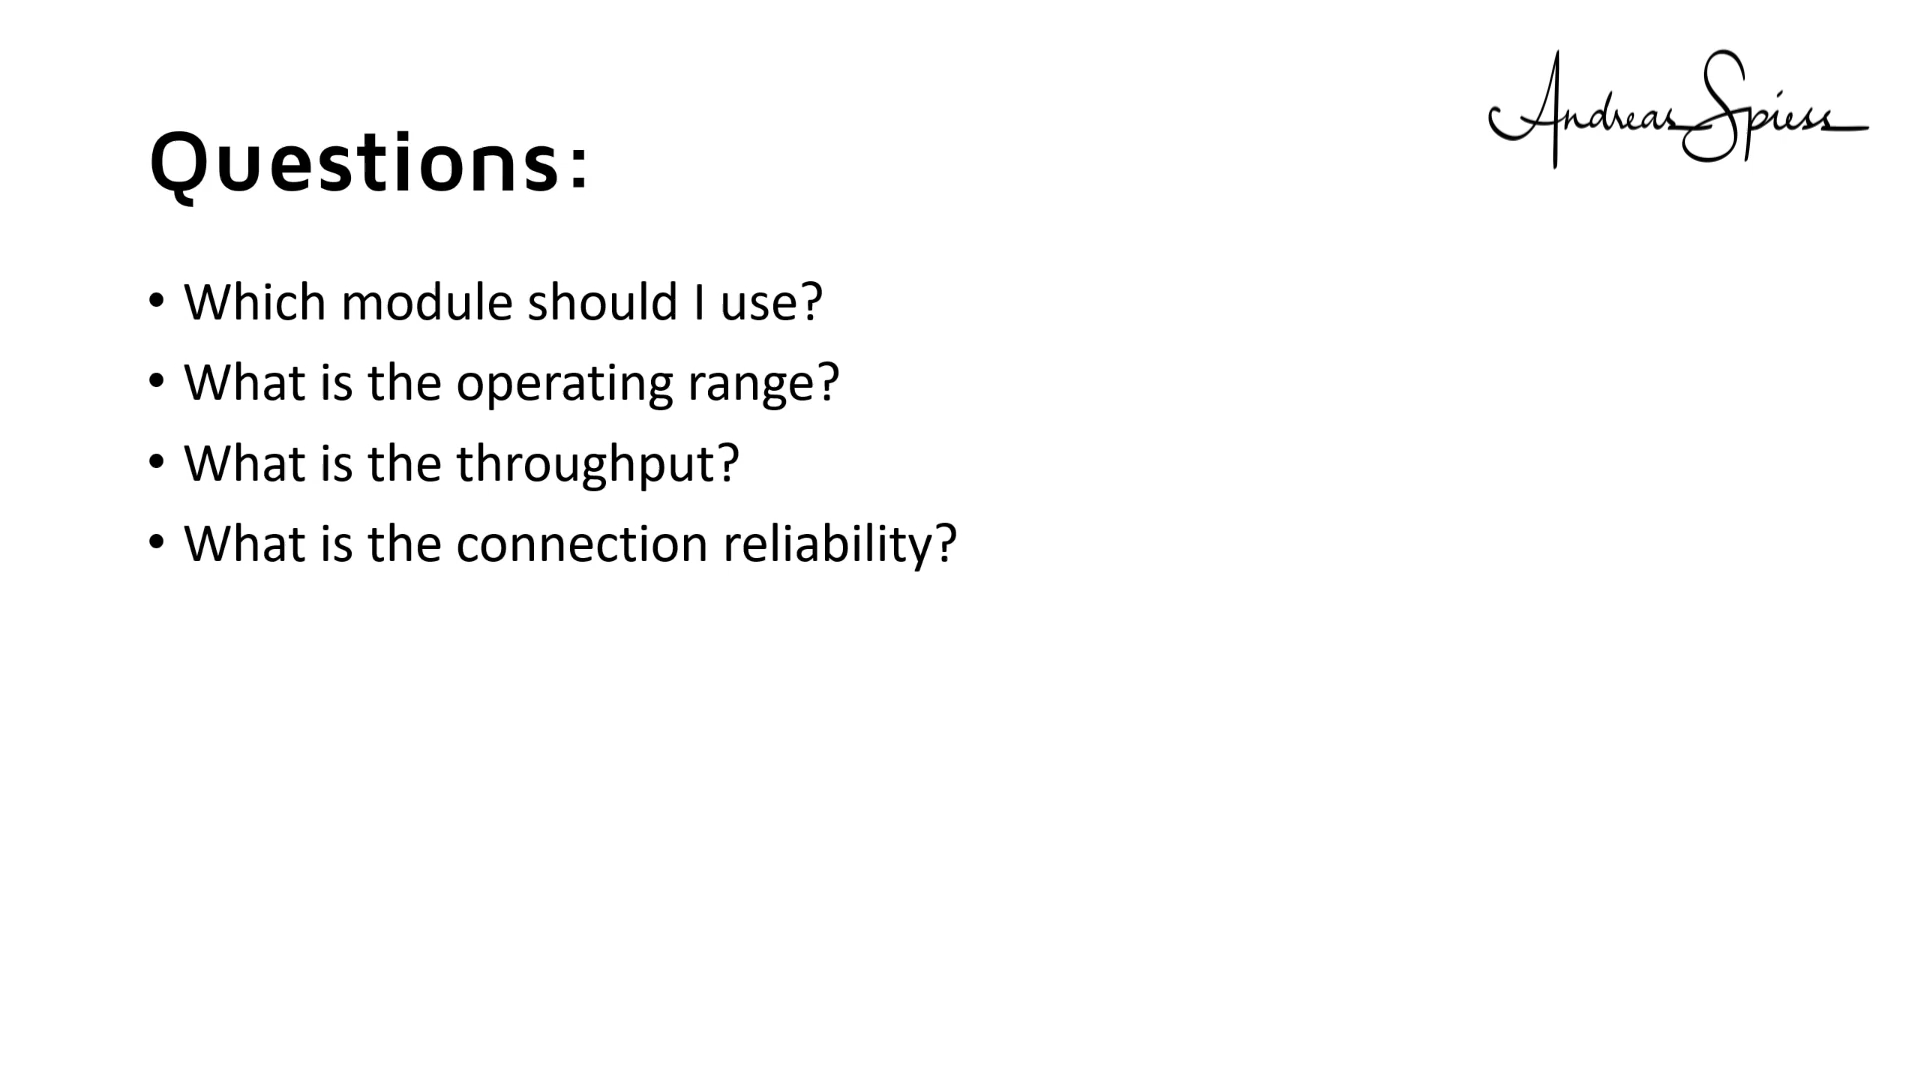 Andreas Spiess
Questions:
• Which module should I use?
• What is the operating range?
• What is the throughput?
• What is the connection reliability?